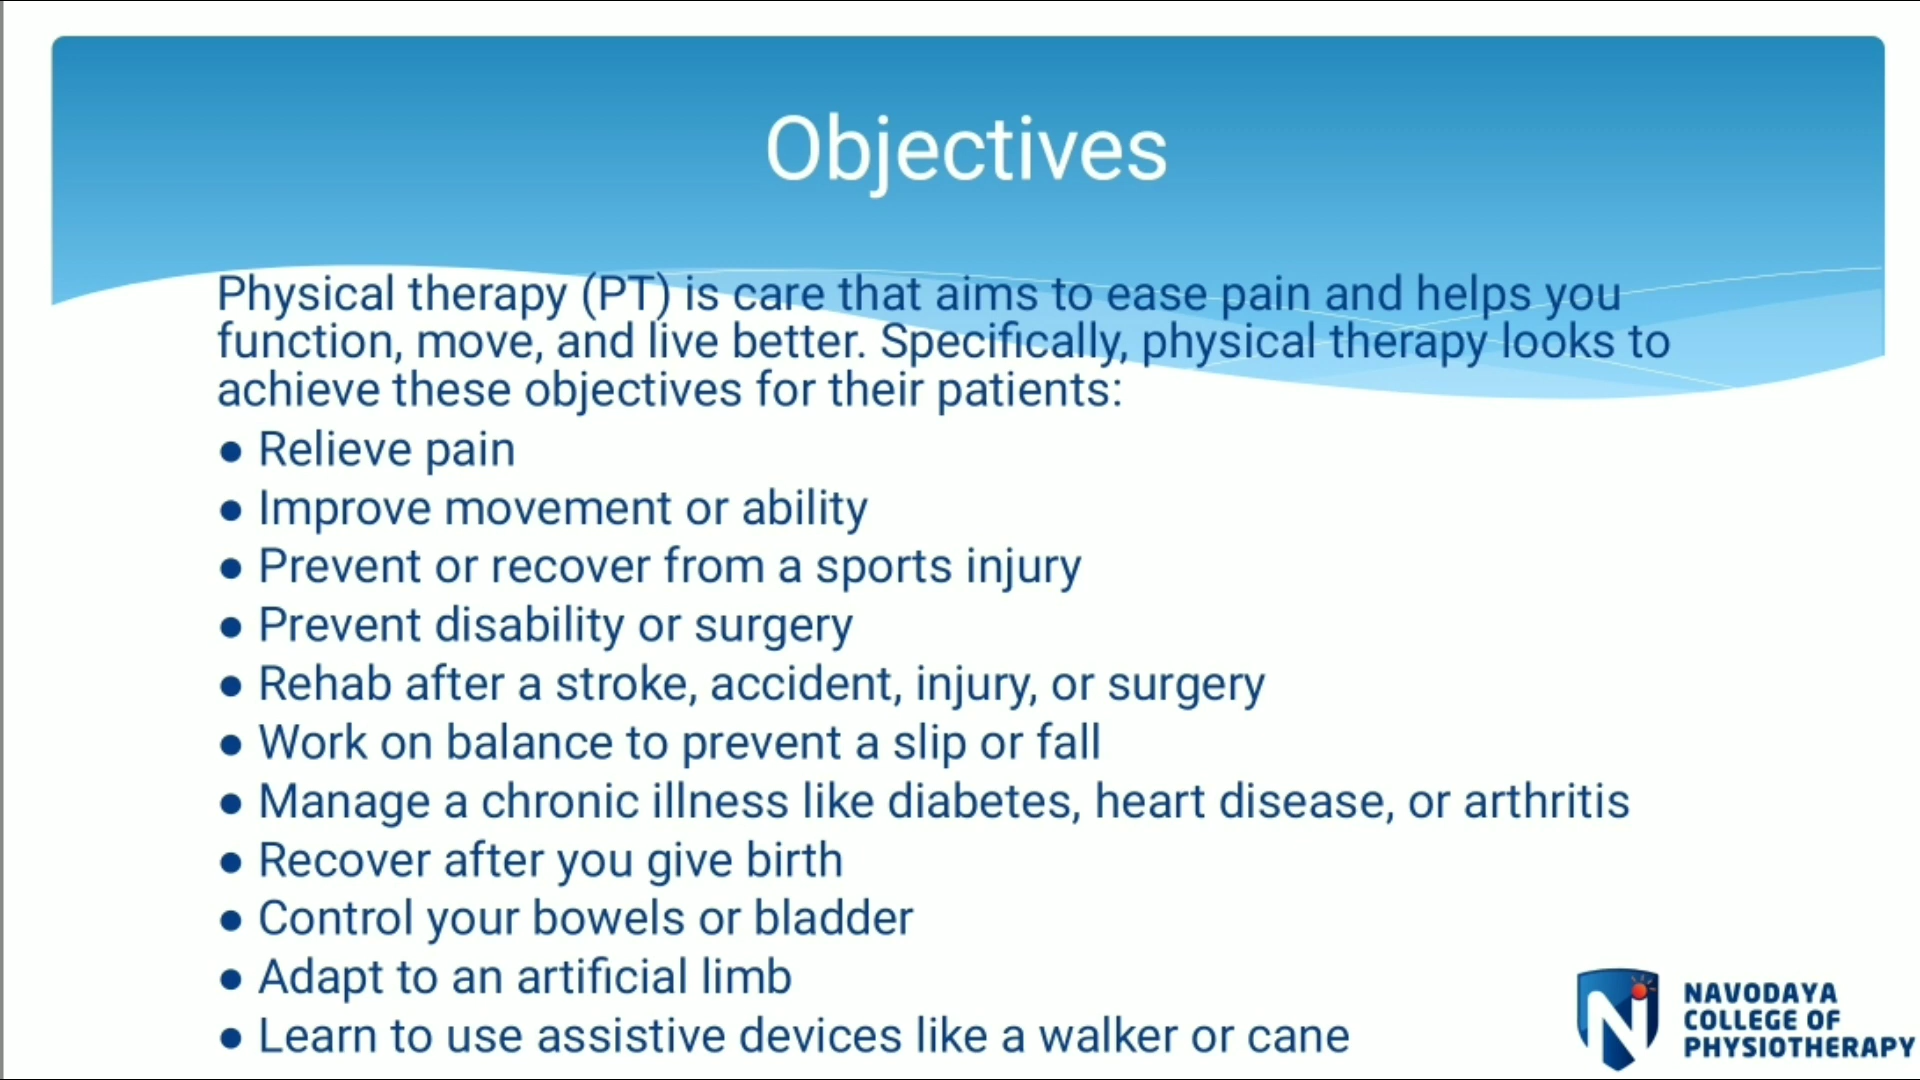 Objectives
Physical therapy (PT) is care that aims to ease pain and helps you
function, move, and live better. Specifically, physical therapy looks to
achieve these objectives for their patients:
● Relieve pain
● Improve movement or ability
● Prevent or recover from a sports injury
● Prevent disability or surgery
● Rehab after a stroke, accident, injury, or surgery
● Work on balance to prevent a slip or fall
● Manage a chronic illness like diabetes, heart disease, or arthritis
● Recover after you give birth
● Control your bowels or bladder
● Adapt to an artificial limb
● Learn to use assistive devices like a walker or cane
NAVODAYA
COLLEGE OF
PHYSIOTHERAPY